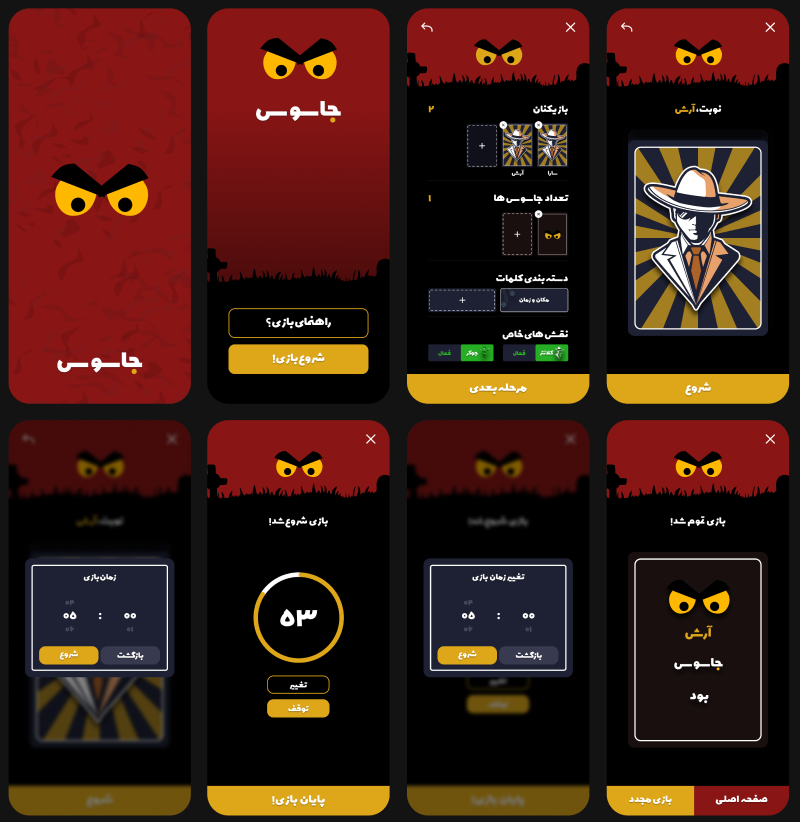 جاسوس
جاسوس
راهنمای بازی؟
شروع بازی!
بازیکنان
۲
سارا
آرش
تعداد جاسوس ها
۱
دسته بندی کلمات
مکان و زمان
نقش های خاص
کلانتر
فعال
جوکر
فعال
مرحله بعدی
نوبت، آرش
شروع
نوبت، آرش
زمان بازی
۰۴
۰۵ : ۰۰
۰۶ ۰۱
بازگشت
شروع
شروع
بازی شروع شد!
۵۳
تغییر
توقف
پایان بازی!
بازی شروع شد!
تغییر زمان بازی
۰۴
۰۵ : ۰۰
۰۶ ۰۱
بازگشت
شروع
تغییر
توقف
پایان بازی!
بازی تموم شد!
آرش
جاسوس
بود
صفحه اصلی
بازی مجدد